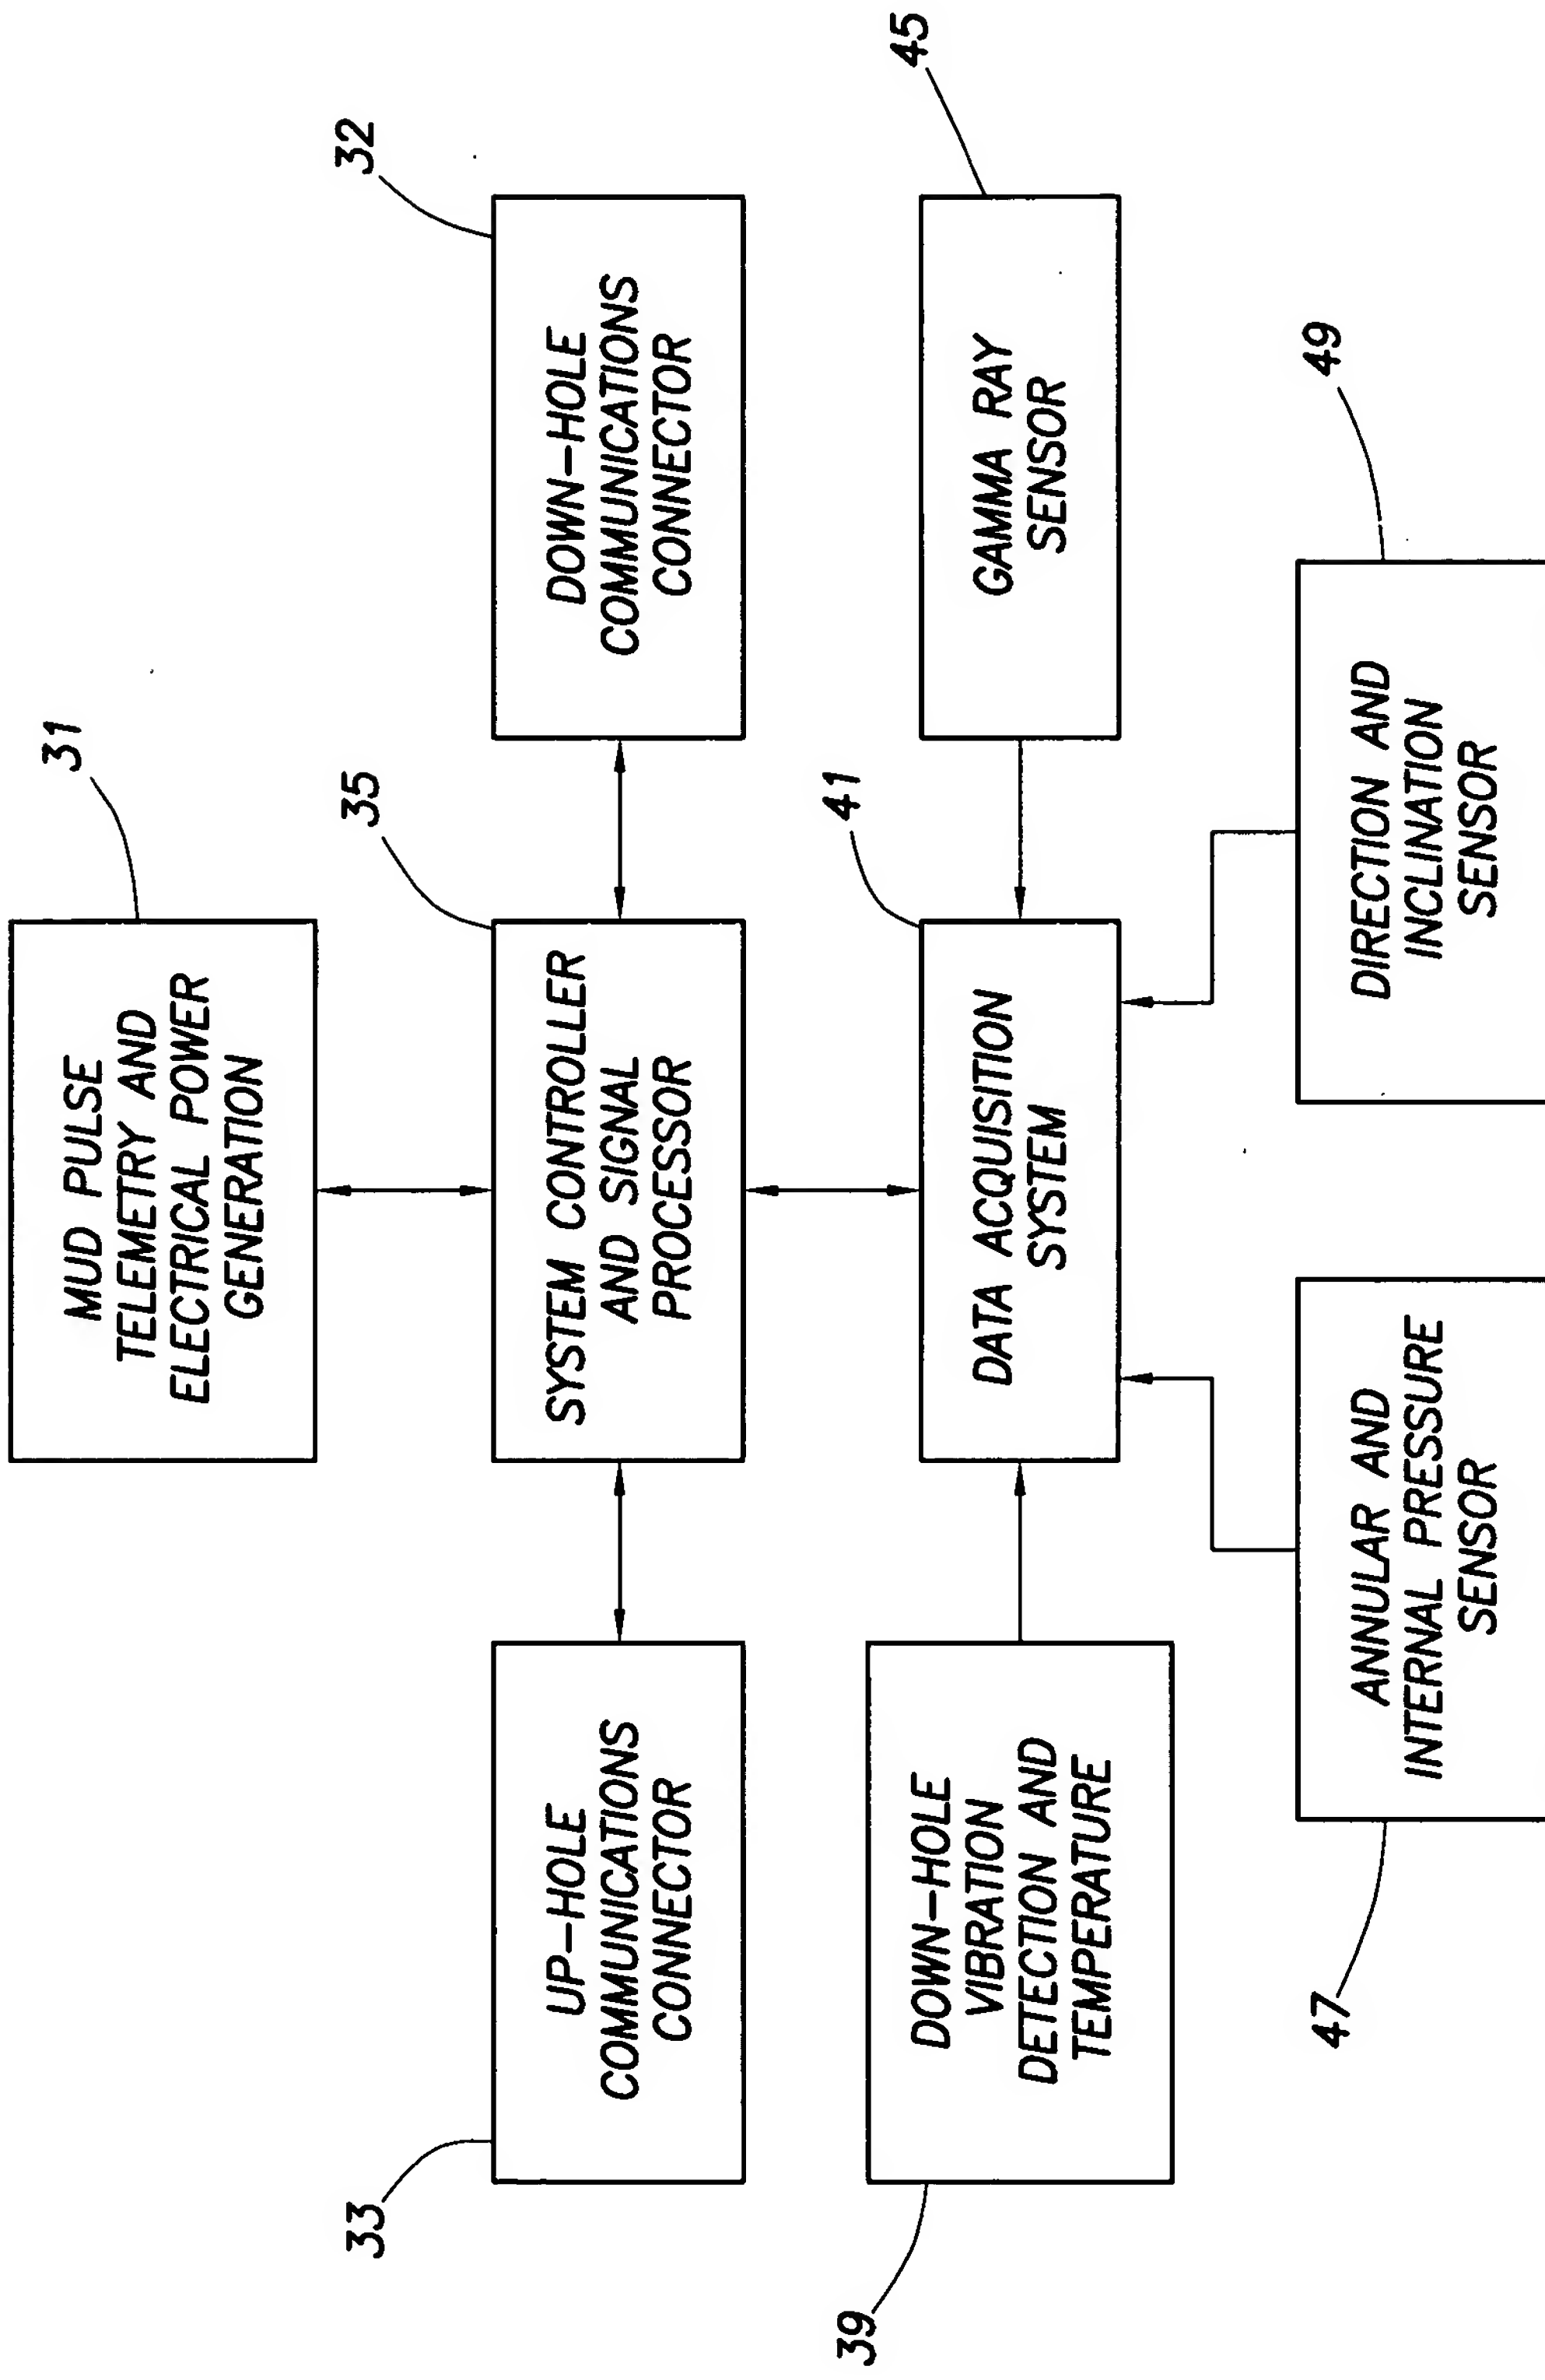 31
MUD PULSE
TELEMETRY AND
ELECTRICAL POWER
GENERATION
33
UP-HOLE
COMMUNICATIONS
CONNECTOR
35
SYSTEM CONTROLLER
AND SIGNAL
PROCESSOR
32
DOWN-HOLE
COMMUNICATIONS
CONNECTOR
39
DOWN-HOLE
VIBRATION
DETECTION AND
TEMPERATURE
41
DATA ACQUISITION
SYSTEM
45
GAMMA RAY
SENSOR
47
ANNULAR AND
INTERNAL PRESSURE
SENSOR
49
DIRECTION AND
INCLINATION
SENSOR